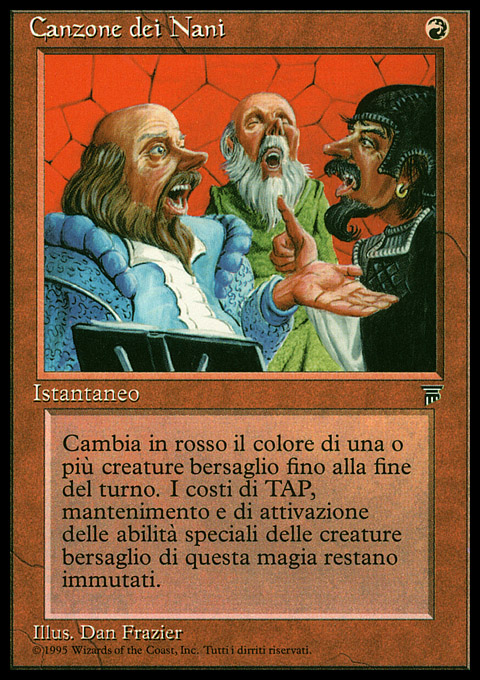 Canzone dei Nani
Istantaneo
Cambia in rosso il colore di una o
più creature bersaglio fino alla fine
del turno. I costi di TAP,
mantenimento e di attivazione
delle abilità speciali delle creature
bersaglio di questa magia restano
immutati.
Illus. Dan Frazier
©1995 Wizards of the Coast, Inc. Tutti i dirriti riservati.